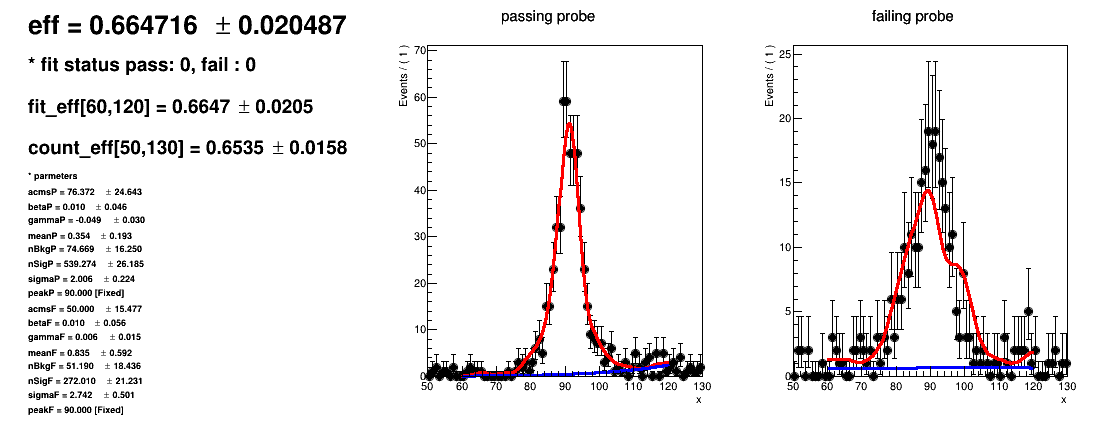 eff = 0.664716 ± 0.020487
* fit status pass: 0, fail : 0
fit_eff[60,120] = 0.6647 ± 0.0205
count_eff[50,130] = 0.6535 ± 0.0158
* parmeters
acmsP = 76.372 ± 24.643
betaP = 0.010 ± 0.046
gammaP = -0.049 ± 0.030
meanP = 0.354 ± 0.193
nBkgP = 74.669 ± 16.250
nSigP = 539.274 ± 26.185
sigmaP = 2.006 ± 0.224
peakP = 90.000 [Fixed]
acmsF = 50.000 ± 15.477
betaF = 0.010 ± 0.056
gammaF = 0.006 ± 0.015
meanF = 0.835 ± 0.592
nBkgF = 51.190 ± 18.436
nSigF = 272.010 ± 21.231
sigmaF = 2.742 ± 0.501
peakF = 90.000 [Fixed]
passing probe
Events / ( 1 )
70
60
50
40
30
20
10
0
50 60 70 80 90 100 110 120 130
x
failing probe
Events / ( 1 )
25
20
15
10
5
0
50 60 70 80 90 100 110 120 130
x